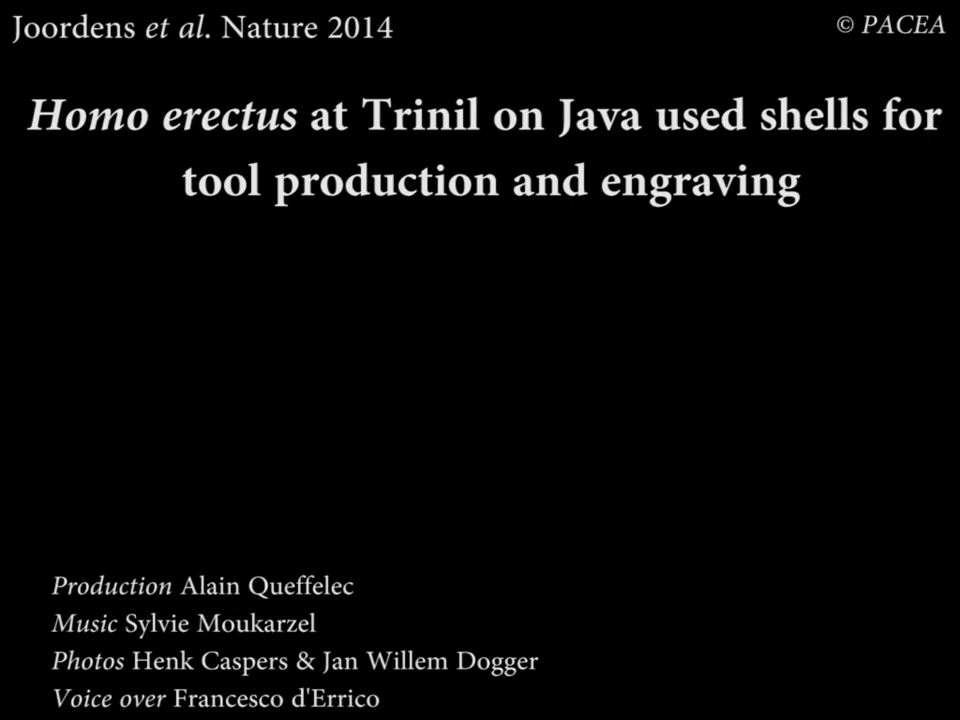 Joordens et al. Nature 2014
© PACEA
Homo erectus at Trinil on Java used shells for
tool production and engraving
Production Alain Queffelec
Music Sylvie Moukarzel
Photos Henk Caspers & Jan Willem Dogger
Voice over Francesco d'Errico